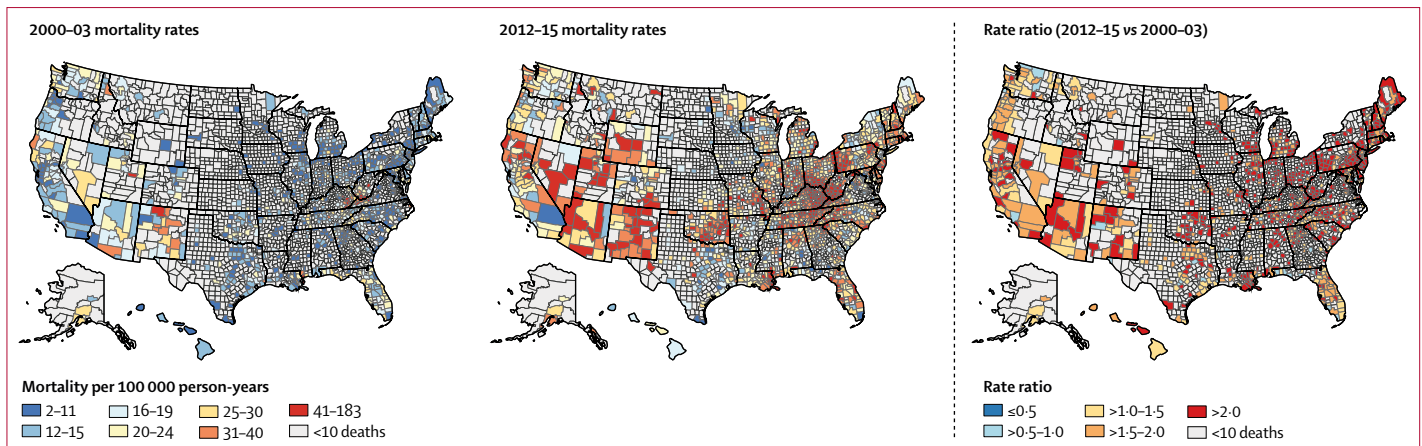 2000–03 mortality rates
2012–15 mortality rates
Rate ratio (2012–15 vs 2000–03)
Mortality per 100 000 person-years
2–11
16–19
25–30
41–183
12–15
20–24
31–40
<10 deaths
Rate ratio
≤0·5
>1·0–1·5
>2·0
>0·5–1·0
>1·5–2·0
<10 deaths